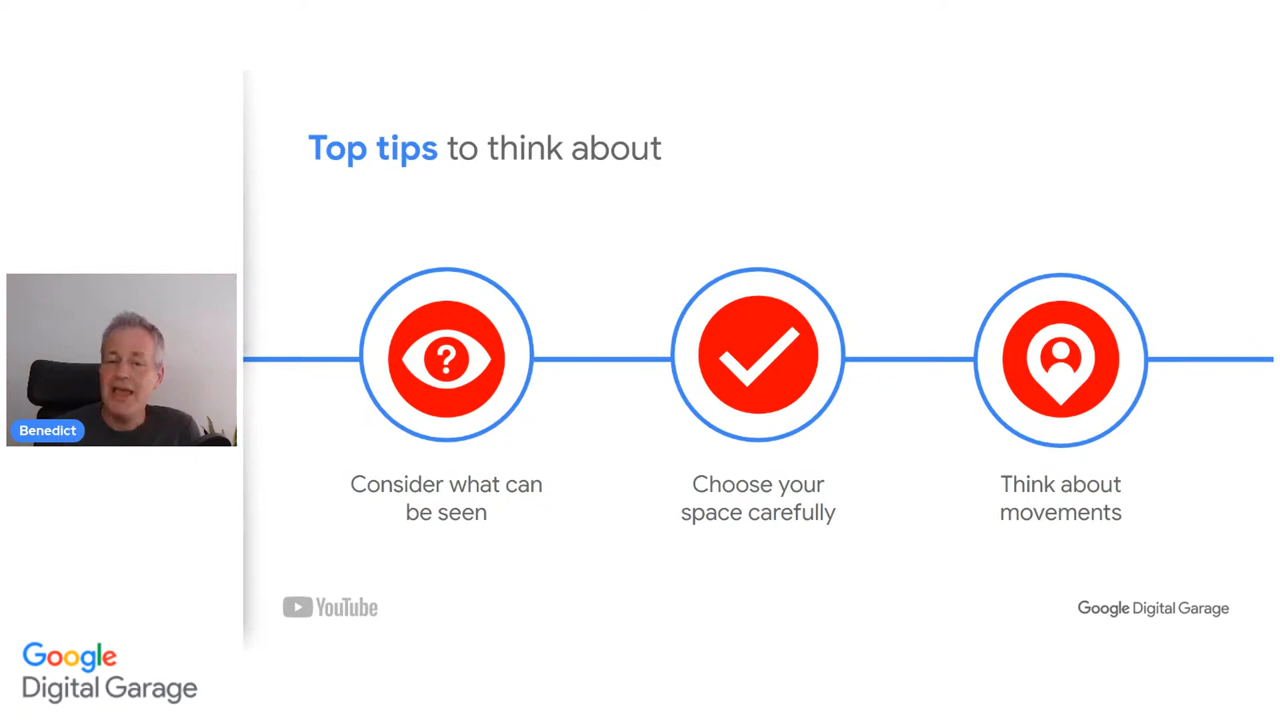 Top tips to think about
?
Benedict
Consider what can
be seen
Choose your
space carefully
Think about
movements
YouTube
Google Digital Garage
Google
Digital Garage